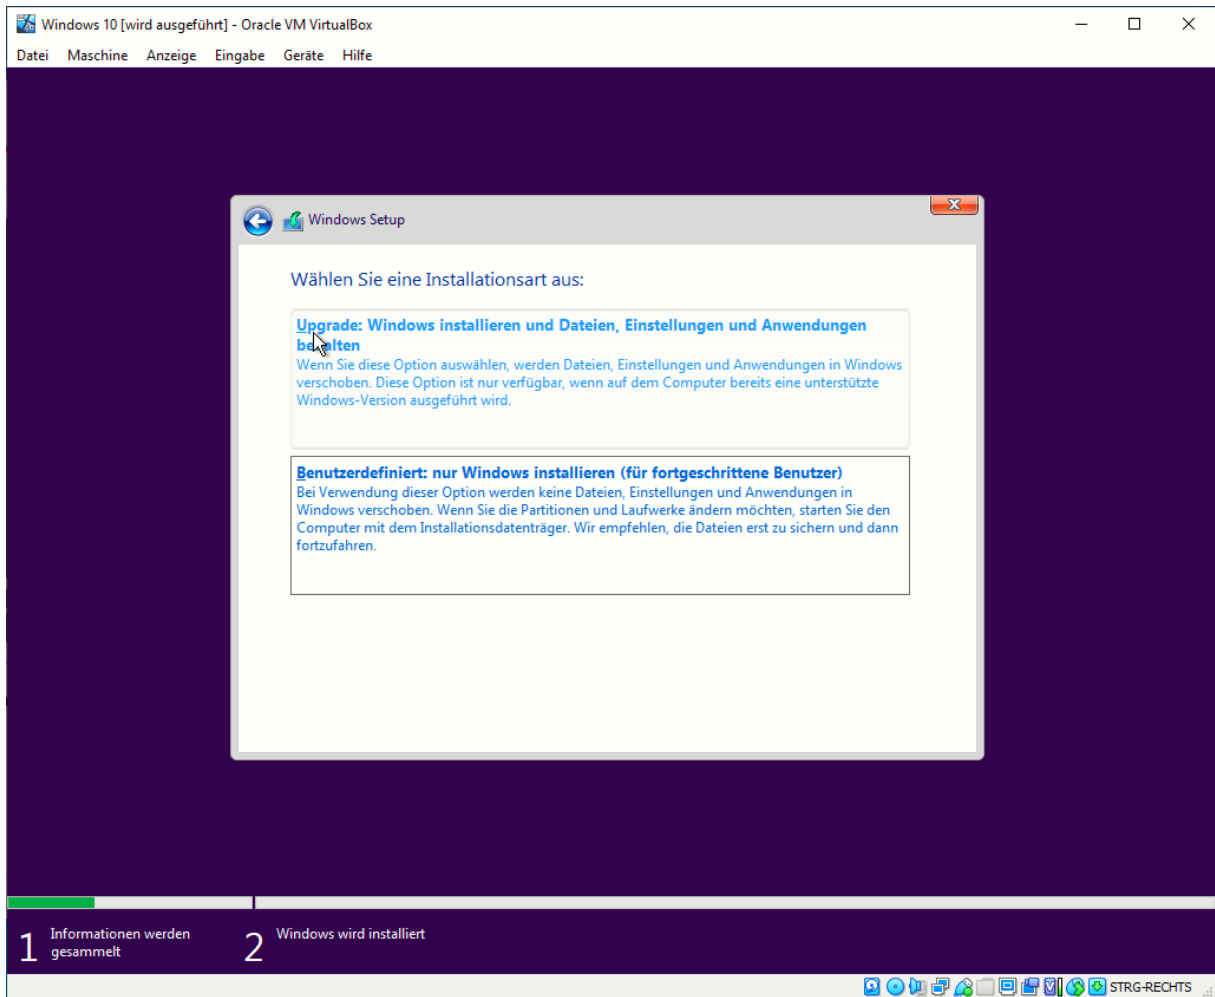 Windows 10 [wird ausgeführt] - Oracle VM VirtualBox
Datei Maschine Anzeige Eingabe Geräte Hilfe
Windows Setup
Wählen Sie eine Installationsart aus:
Upgrade: Windows installieren und Dateien, Einstellungen und Anwendungen
behalten
Wenn Sie diese Option auswählen, werden Dateien, Einstellungen und Anwendungen in Windows
verschoben. Diese Option ist nur verfügbar, wenn auf dem Computer bereits eine unterstützte
Windows-Version ausgeführt wird.
Benutzerdefiniert: nur Windows installieren (für fortgeschrittene Benutzer)
Bei Verwendung dieser Option werden keine Dateien, Einstellungen und Anwendungen in
Windows verschoben. Wenn Sie die Partitionen und Laufwerke ändern möchten, starten Sie den
Computer mit dem Installationsdatenträger. Wir empfehlen, die Dateien erst zu sichern und dann
fortzufahren.
1 Informationen werden
gesammelt
2 Windows wird installiert
STRG-RECHTS